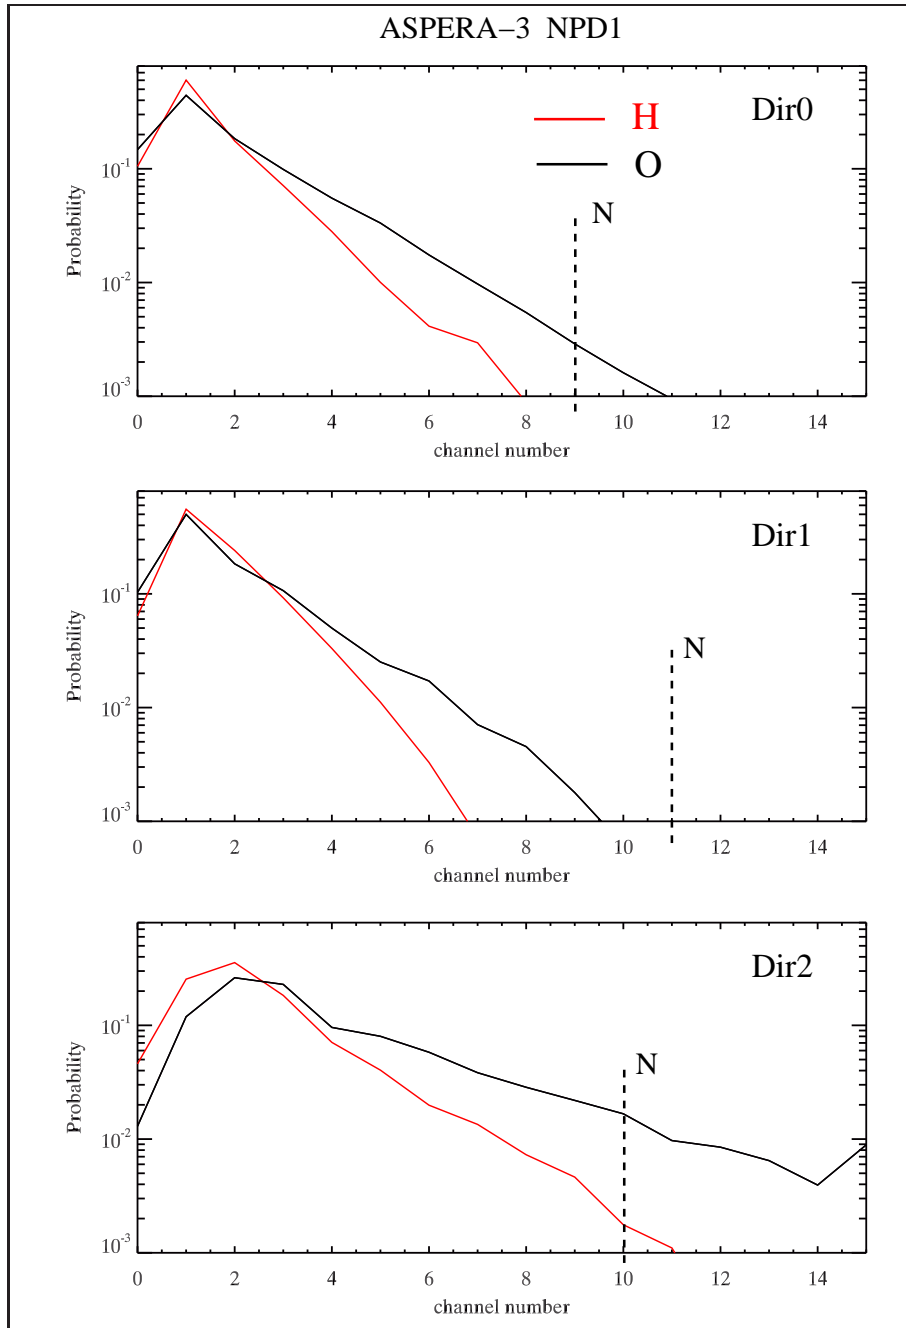 ASPERA−3 NPD1
Dir0
H
O
N
Probability
10⁻¹
10⁻²
10⁻³
0 2 4 6 8 10 12 14
channel number
Dir1
N
Probability
10⁻¹
10⁻²
10⁻³
0 2 4 6 8 10 12 14
channel number
Dir2
N
Probability
10⁻¹
10⁻²
10⁻³
0 2 4 6 8 10 12 14
channel number